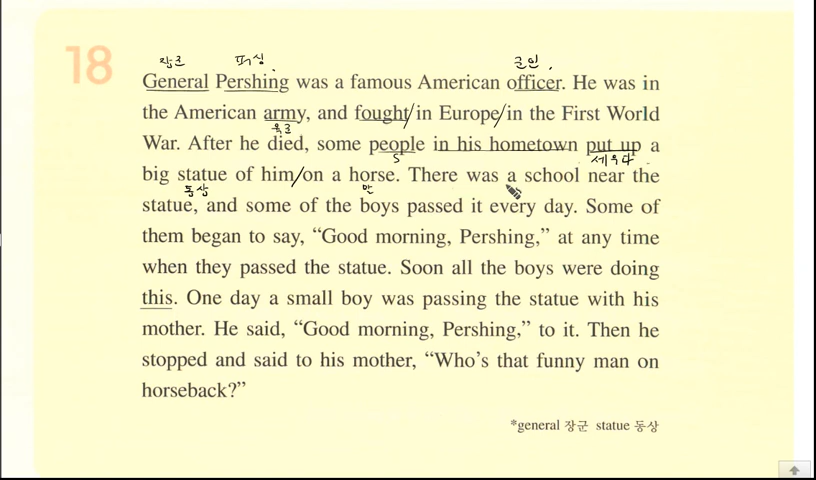 18
장군 퍼싱 군인
General Pershing was a famous American officer. He was in
the American army, and fought in Europe in the First World
육군
War. After he died, some people in his hometown put up a
S 세우다
big statue of him on a horse. There was a school near the
동상 말
statue, and some of the boys passed it every day. Some of
them began to say, “Good morning, Pershing,” at any time
when they passed the statue. Soon all the boys were doing
this. One day a small boy was passing the statue with his
mother. He said, “Good morning, Pershing,” to it. Then he
stopped and said to his mother, “Who’s that funny man on
horseback?”
*general 장군 statue 동상